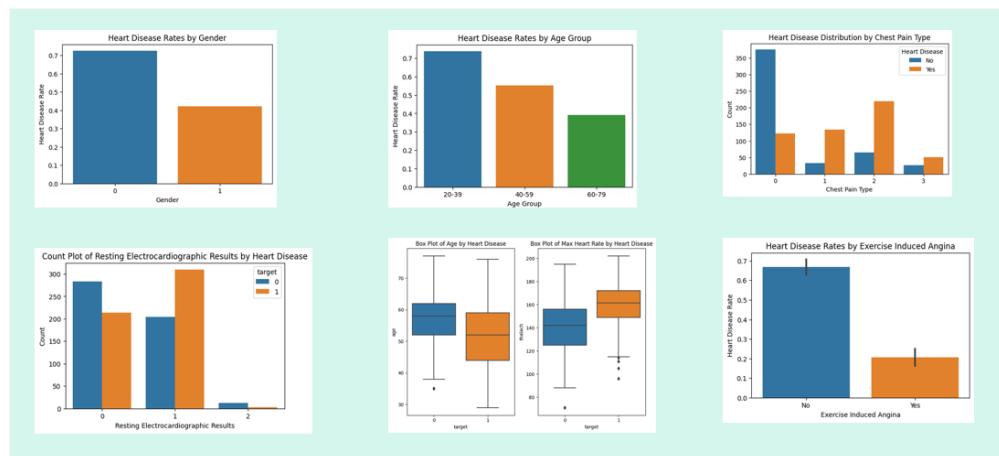 Heart Disease Rates by Gender
Heart Disease Rate
0.7
0.6
0.5
0.4
0.3
0.2
0.1
0.0
0 1
Gender
Heart Disease Rates by Age Group
Heart Disease Rate
0.7
0.6
0.5
0.4
0.3
0.2
0.1
0.0
20-39 40-59 60-79
Age Group
Heart Disease Distribution by Chest Pain Type
Heart Disease
No
Yes
Count
350
300
250
200
150
100
50
0
0 1 2 3
Chest Pain Type
Count Plot of Resting Electrocardiographic Results by Heart Disease
target
0
1
Count
300
250
200
150
100
50
0
0 1 2
Resting Electrocardiographic Results
Box Plot of Age by Heart Disease
age
70
60
50
40
30
0 1
target
Box Plot of Max Heart Rate by Heart Disease
thalach
200
180
160
140
120
100
80
0 1
target
Heart Disease Rates by Exercise Induced Angina
Heart Disease Rate
0.7
0.6
0.5
0.4
0.3
0.2
0.1
0.0
No Yes
Exercise Induced Angina